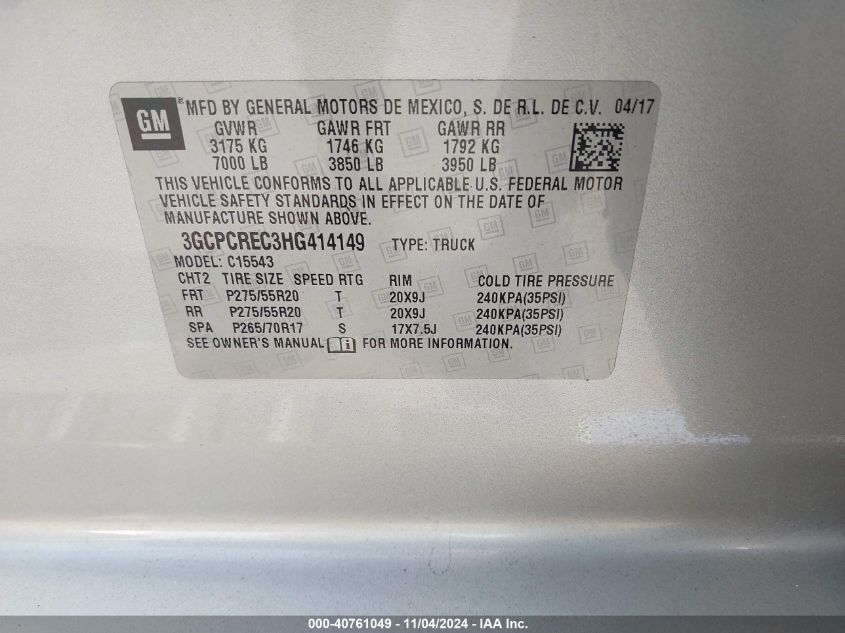 GM® MFD BY GENERAL MOTORS DE MEXICO, S. DE R.L. DE C.V. 04/17
GVWR GAWR FRT GAWR RR
3175 KG 1746 KG 1792 KG
7000 LB 3850 LB 3950 LB
THIS VEHICLE CONFORMS TO ALL APPLICABLE U.S. FEDERAL MOTOR
VEHICLE SAFETY STANDARDS IN EFFECT ON THE DATE OF
MANUFACTURE SHOWN ABOVE.
3GCPCREC3HG414149 TYPE: TRUCK
MODEL: C15543
CHT2 TIRE SIZE SPEED RTG RIM COLD TIRE PRESSURE
FRT P275/55R20 T 20X9J 240KPA(35PSI)
RR P275/55R20 T 20X9J 240KPA(35PSI)
SPA P265/70R17 S 17X7.5J 240KPA(35PSI)
SEE OWNER'S MANUAL FOR MORE INFORMATION.
000-40761049 - 11/04/2024 - IAA Inc.